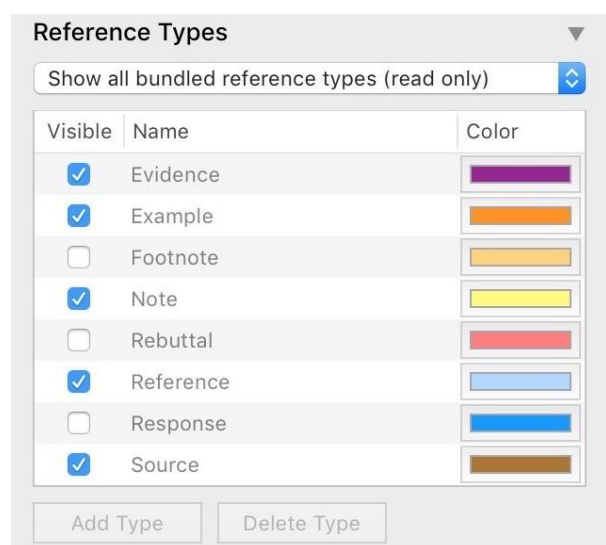 Reference Types
Show all bundled reference types (read only)
Visible Name Color
Evidence
Example
Footnote
Note
Rebuttal
Reference
Response
Source
Add Type Delete Type